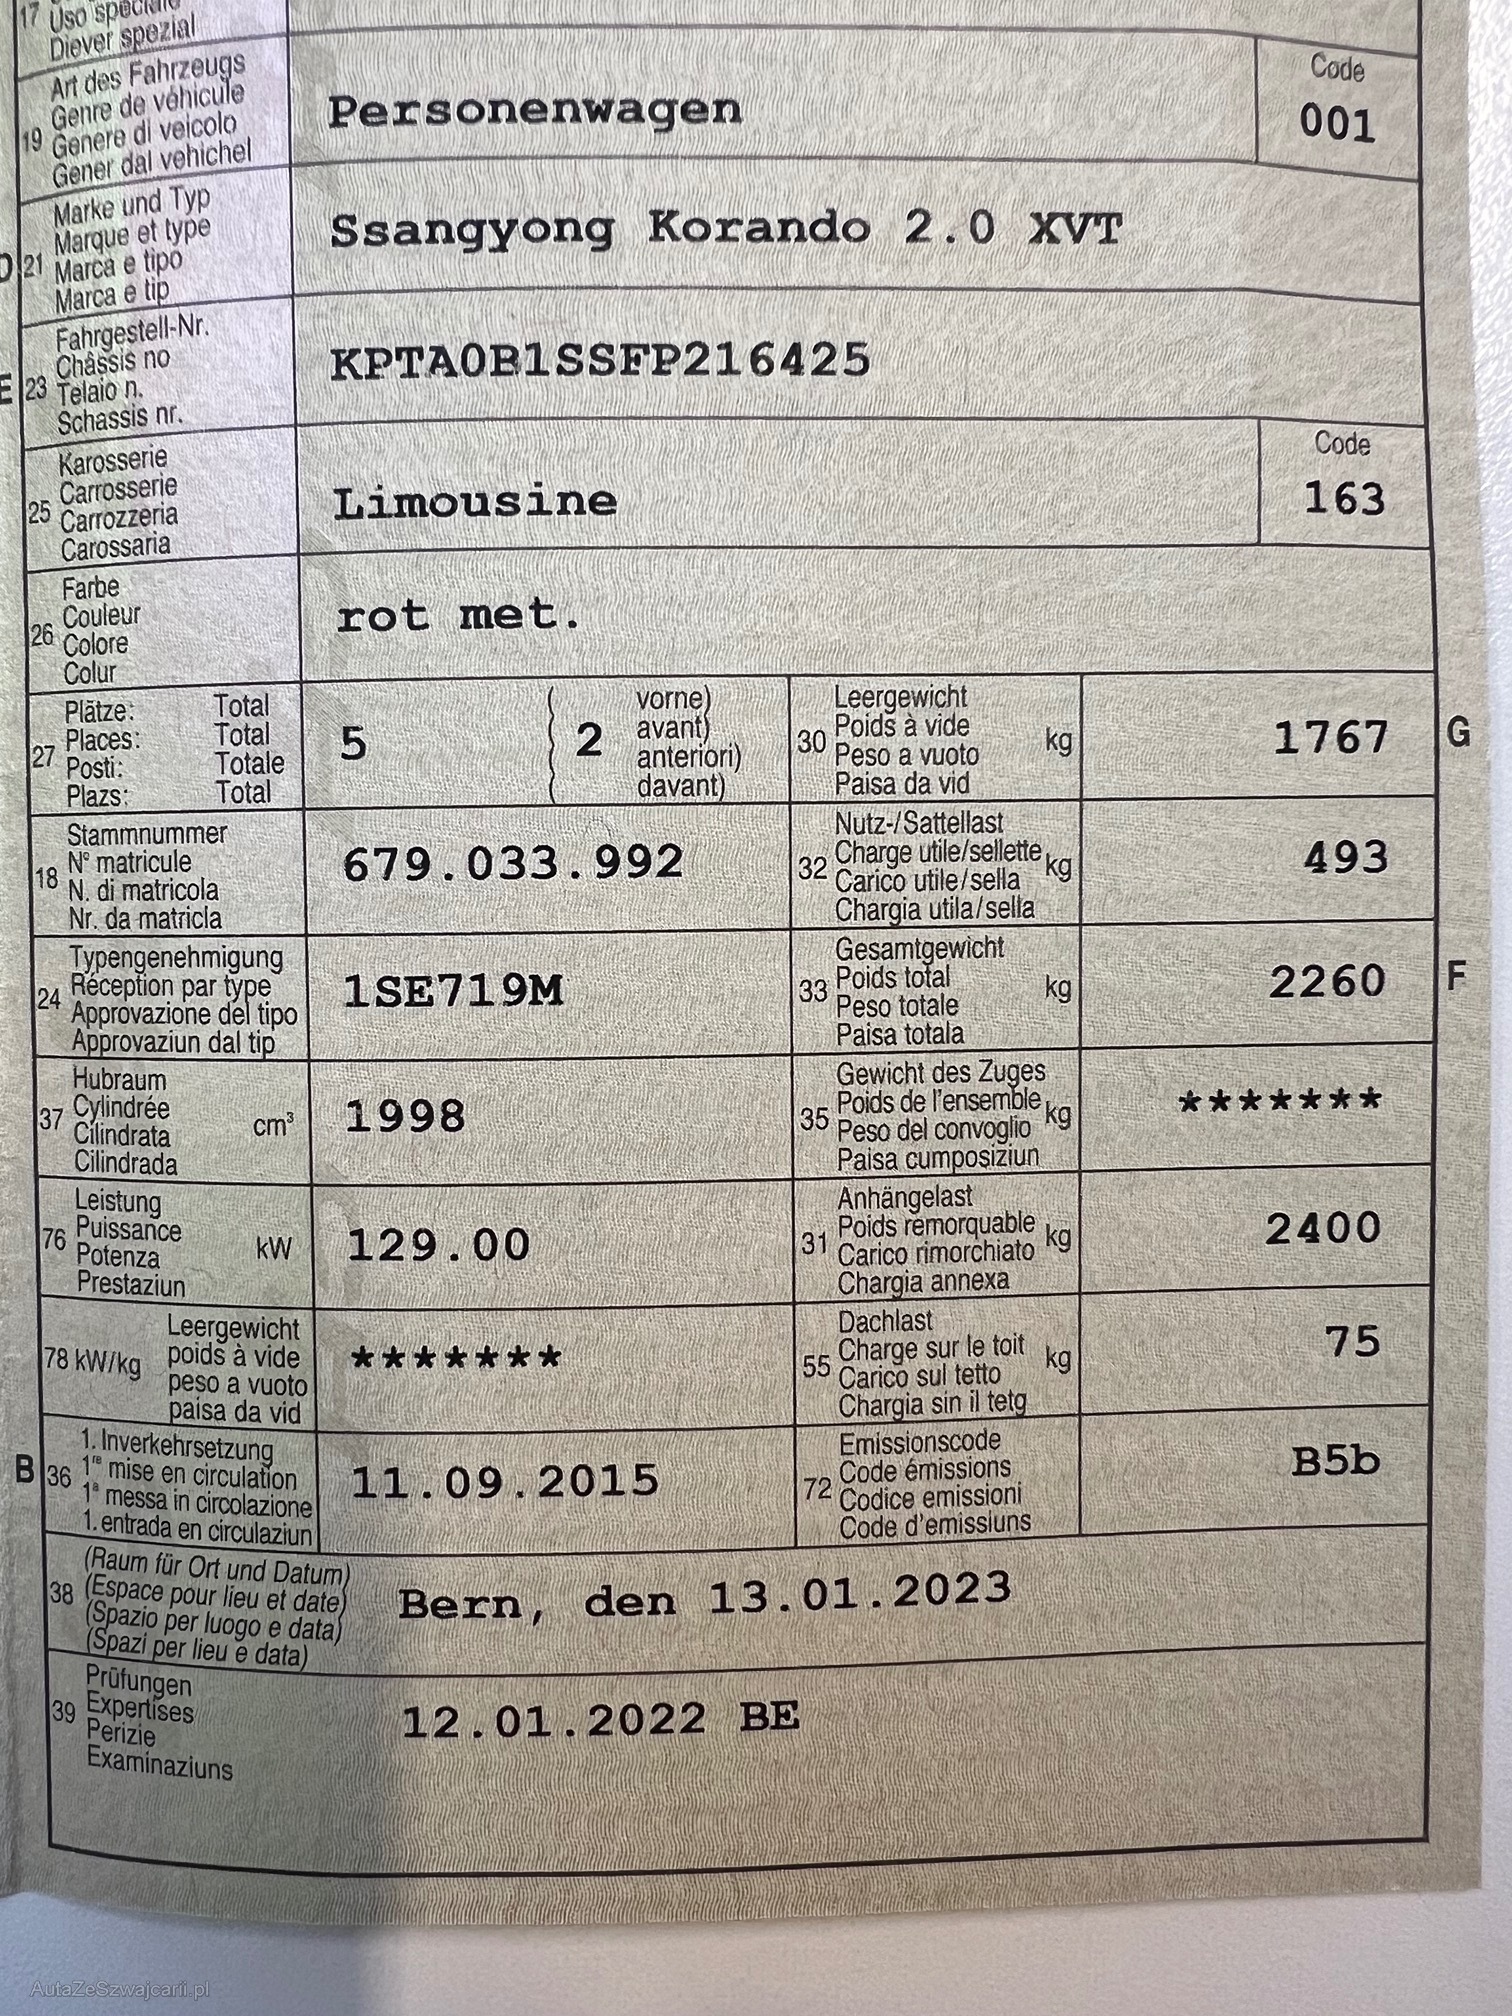 17 Uso speciale
Diever spezial
Art des Fahrzeugs
Genre de véhicule
19 Genere di veicolo
Gener dal vehichel
Personenwagen
Code
001
Marke und Typ
Marque et type
D 21 Marca e tipo
Marca e tip
Ssangyong Korando 2.0 XVT
Fahrgestell-Nr.
Châssis no
E 23 Telaio n.
Schassis nr.
KPTA0B1SSFP216425
Karosserie
25 Carrosserie
Carrozzeria
Carossaria
Limousine
Code
163
Farbe
Couleur
26 Colore
Colur
rot met.
Plätze: Total
27 Places: Total
Posti: Totale
Plazs: Total
5 ( 2 vorne)
avant)
anteriori)
davant)
Leergewicht
30 Poids à vide kg
Peso a vuoto
Paisa da vid
1767 G
Stammnummer
18 N° matricule
N. di matricola
Nr. da matricla
679.033.992
Nutz-/Sattellast
32 Charge utile/sellette kg
Carico utile/sella
Chargia utila/sella
493
Typengenehmigung
24 Réception par type
Approvazione del tipo
Approvaziun dal tip
1SE719M
Gesamtgewicht
33 Poids total kg
Peso totale
Paisa totala
2260 F
Hubraum
37 Cylindrée cm³
Cilindrata
Cilindrada
1998
Gewicht des Zuges
35 Poids de l'ensemble kg
Peso del convoglio
Paisa cumposiziun
*******
Leistung
76 Puissance kW
Potenza
Prestaziun
129.00
Anhängelast
31 Poids remorquable kg
Carico rimorchiato
Chargia annexa
2400
Leergewicht
78 kW/kg poids à vide
peso a vuoto
paisa da vid
*******
Dachlast
55 Charge sur le toit kg
Carico sul tetto
Chargia sin il tetg
75
1. Inverkehrsetzung
B 36 1re mise en circulation
1a messa in circolazione
1. entrada en circulaziun
11.09.2015
Emissionscode
72 Code émissions
Codice emissioni
Code d'emissiuns
B5b
(Raum für Ort und Datum)
38 (Espace pour lieu et date)
(Spazio per luogo e data)
(Spazi per lieu e data)
Bern, den 13.01.2023
Prüfungen
39 Expertises
Perizie
Examinaziuns
12.01.2022 BE
AutaZeSzwajcarii.pl